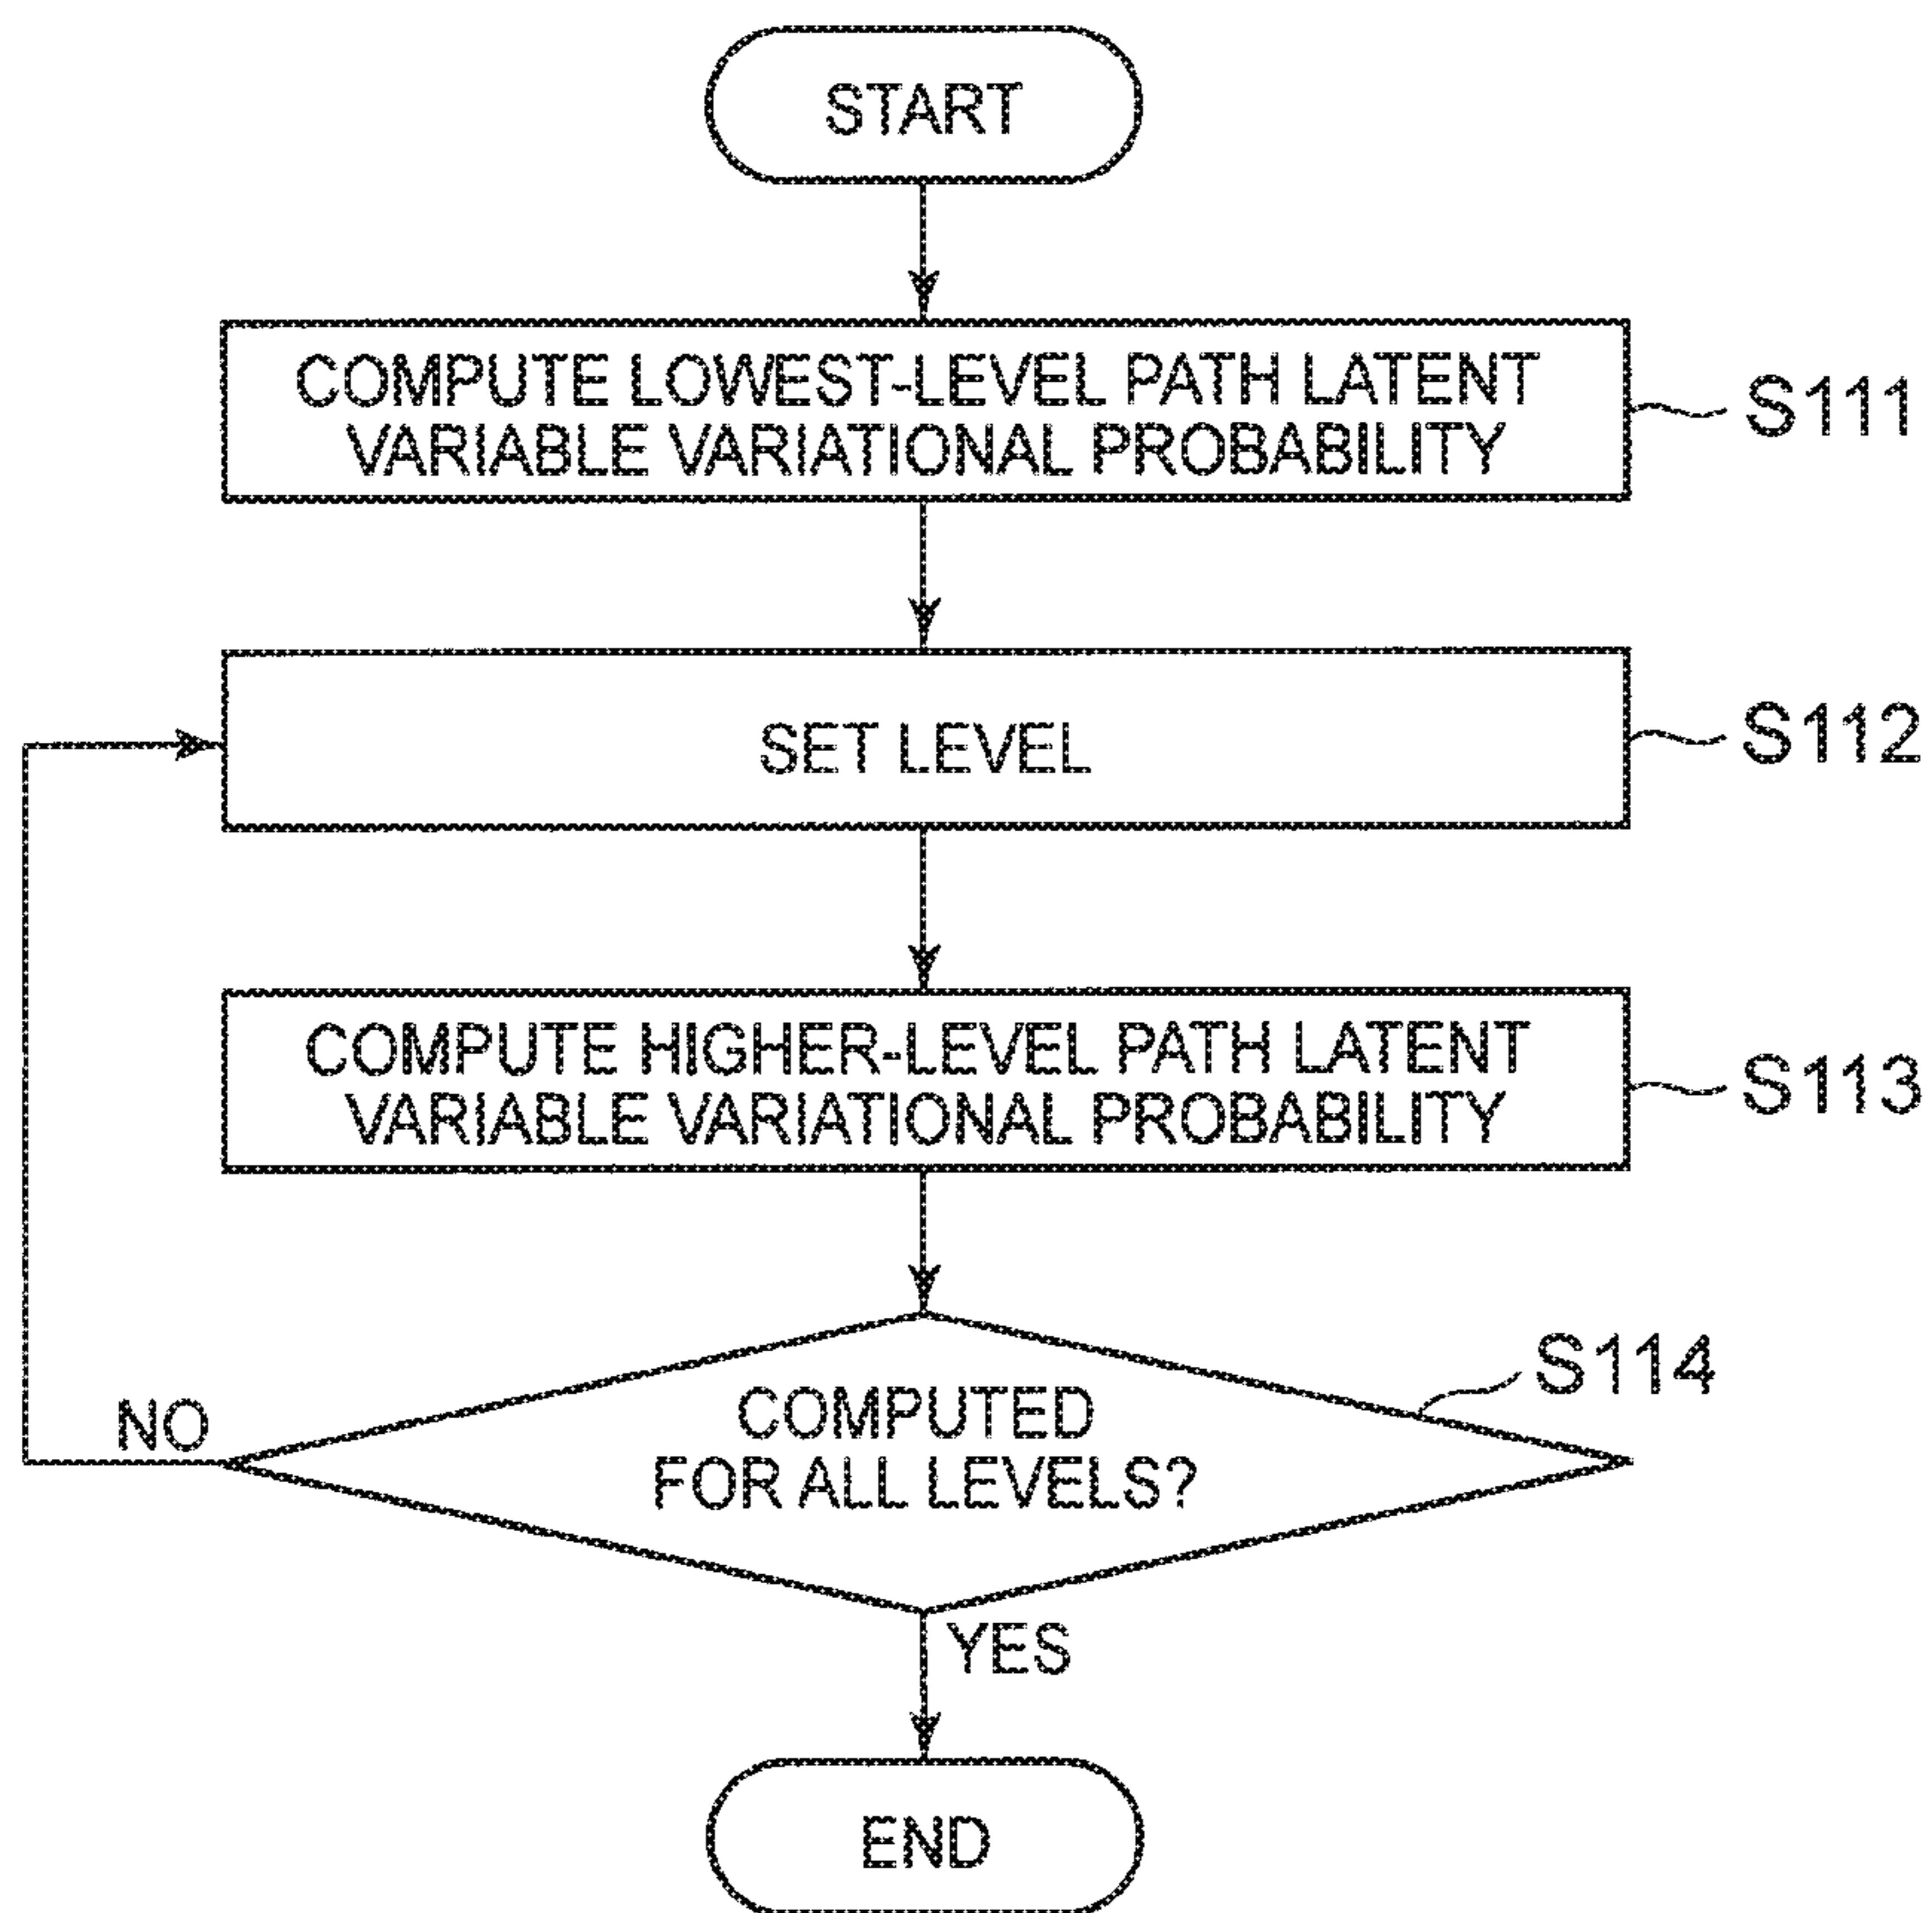 START
COMPUTE LOWEST-LEVEL PATH LATENT
VARIABLE VARIATIONAL PROBABILITY
S111
SET LEVEL
S112
COMPUTE HIGHER-LEVEL PATH LATENT
VARIABLE VARIATIONAL PROBABILITY
S113
COMPUTED
FOR ALL LEVELS?
S114
NO
YES
END